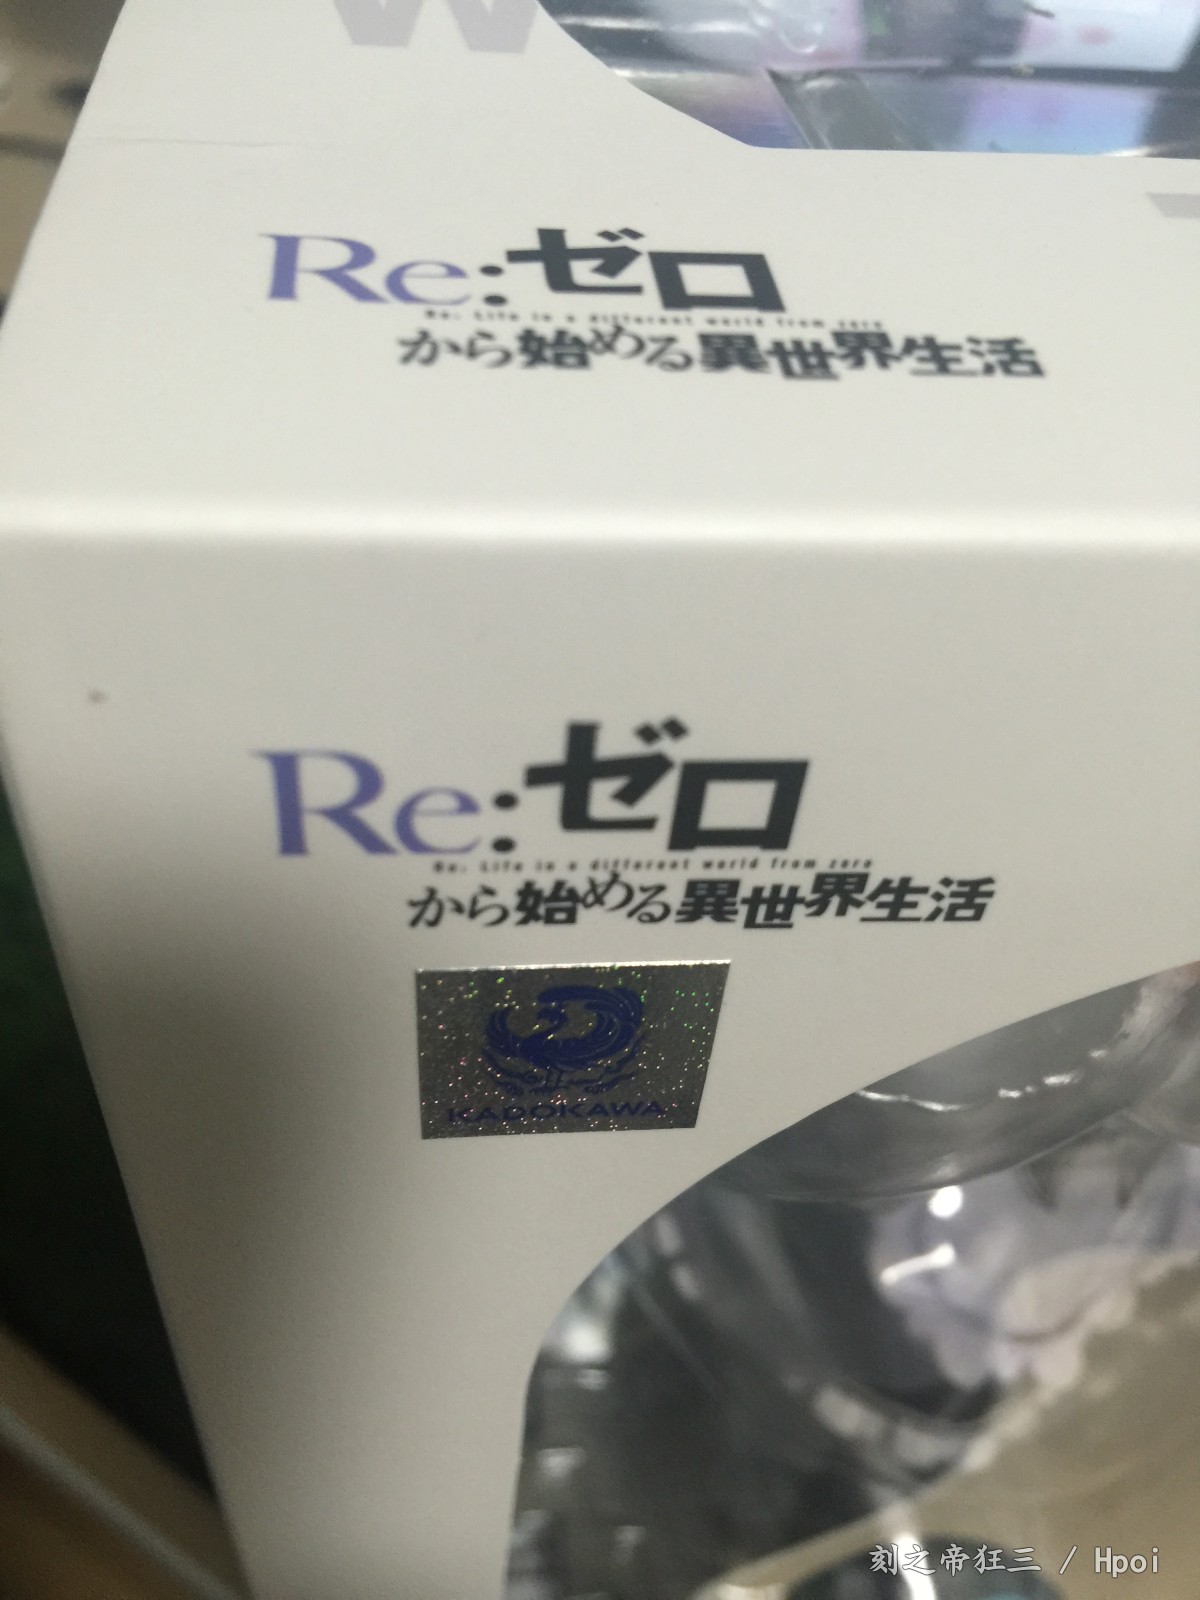 W
Re:ゼロ
Re: Life in a different world from zero
から始める異世界生活
Re:ゼロ
Re: Life in a different world from zero
から始める異世界生活
KADOKAWA
刻之帝狂三 / Hpoi